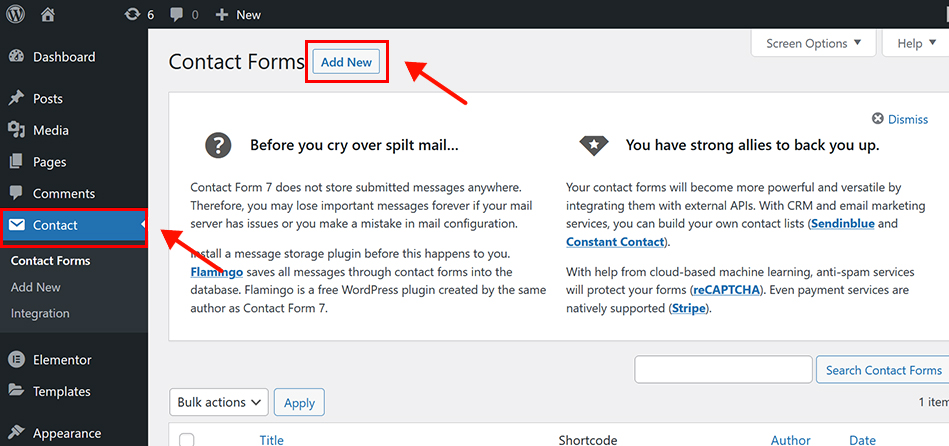 6 0 New
Dashboard
Posts
Media
Pages
Comments
Contact
Contact Forms
Add New
Integration
Elementor
Templates
Appearance
Screen Options Help
Contact Forms Add New
Dismiss
Before you cry over spilt mail...
Contact Form 7 does not store submitted messages anywhere.
Therefore, you may lose important messages forever if your mail
server has issues or you make a mistake in mail configuration.
Install a message storage plugin before this happens to you.
Flamingo saves all messages through contact forms into the
database. Flamingo is a free WordPress plugin created by the same
author as Contact Form 7.
You have strong allies to back you up.
Your contact forms will become more powerful and versatile by
integrating them with external APIs. With CRM and email marketing
services, you can build your own contact lists (Sendinblue and
Constant Contact).
With help from cloud-based machine learning, anti-spam services
will protect your forms (reCAPTCHA). Even payment services are
natively supported (Stripe).
Search Contact Forms
Bulk actions Apply
1 item
Title Shortcode Author Date